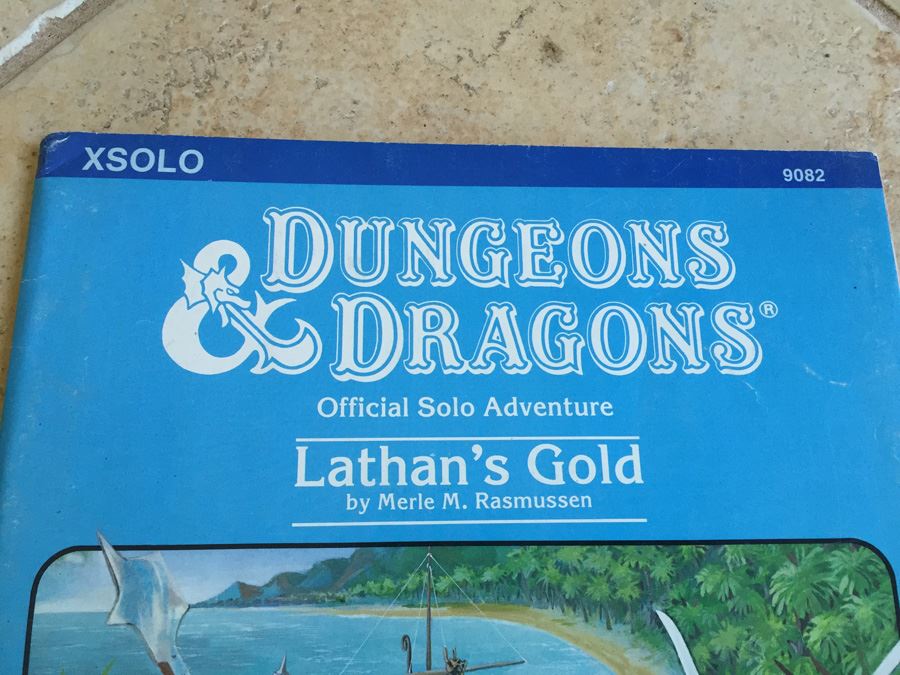 XSOLO
9082
DUNGEONS
& DRAGONS®
Official Solo Adventure
Lathan's Gold
by Merle M. Rasmussen